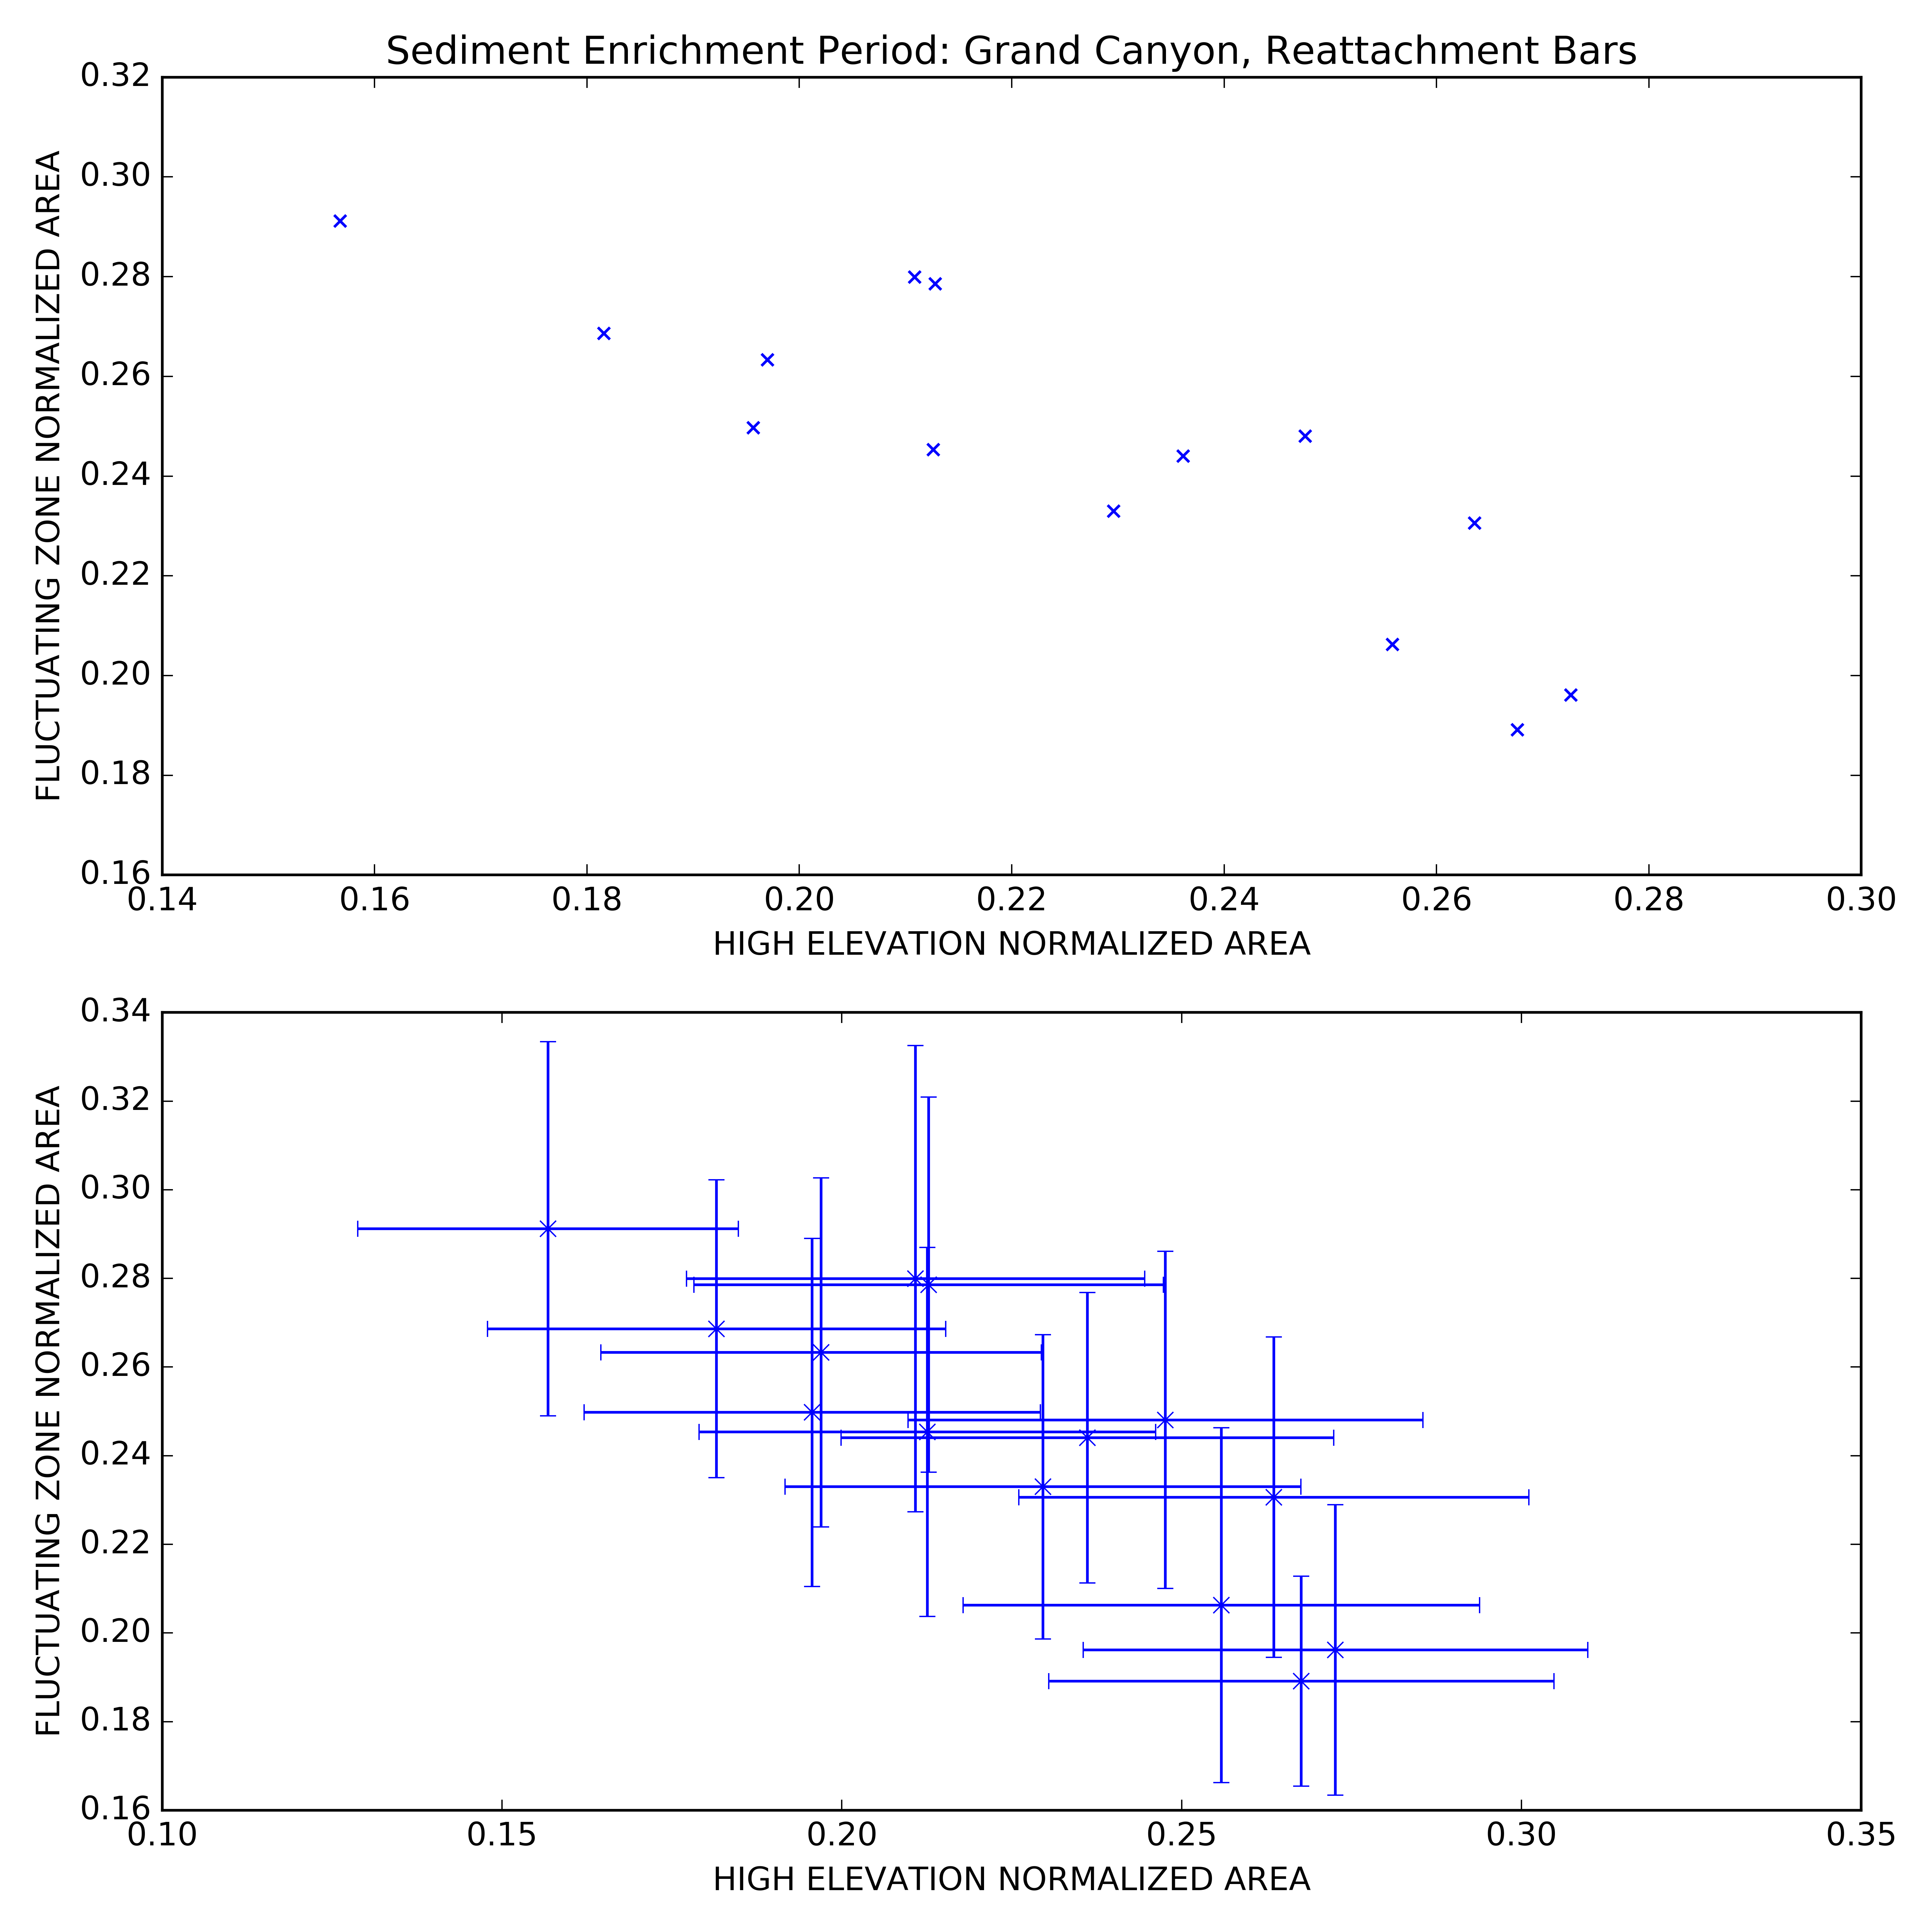 Sediment Enrichment Period: Grand Canyon, Reattachment Bars
0.32
0.30
0.28
0.26
0.24
0.22
0.20
0.18
0.16
FLUCTUATING ZONE NORMALIZED AREA
0.14 0.16 0.18 0.20 0.22 0.24 0.26 0.28 0.30
HIGH ELEVATION NORMALIZED AREA
0.34
0.32
0.30
0.28
0.26
0.24
0.22
0.20
0.18
0.16
FLUCTUATING ZONE NORMALIZED AREA
0.10 0.15 0.20 0.25 0.30 0.35
HIGH ELEVATION NORMALIZED AREA